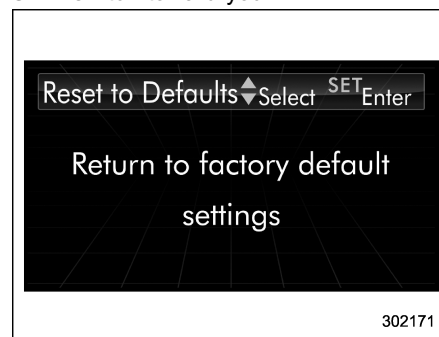 Reset to Defaults Select SET Enter
Return to factory default
settings
302171